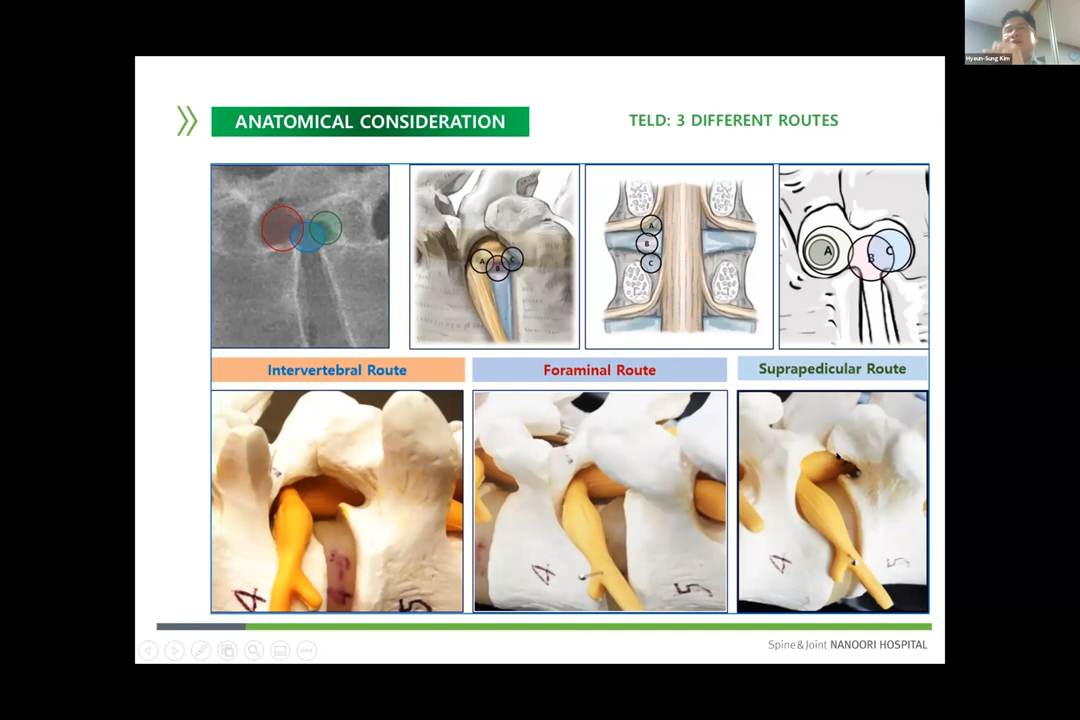 Hyeun-Sung Kim
ANATOMICAL CONSIDERATION
TELD: 3 DIFFERENT ROUTES
A
B
C
A
B
C
A
B
C
Intervertebral Route
Foraminal Route
Suprapedicular Route
4
5
4
5
4
5
Spine&Joint NANOORI HOSPITAL